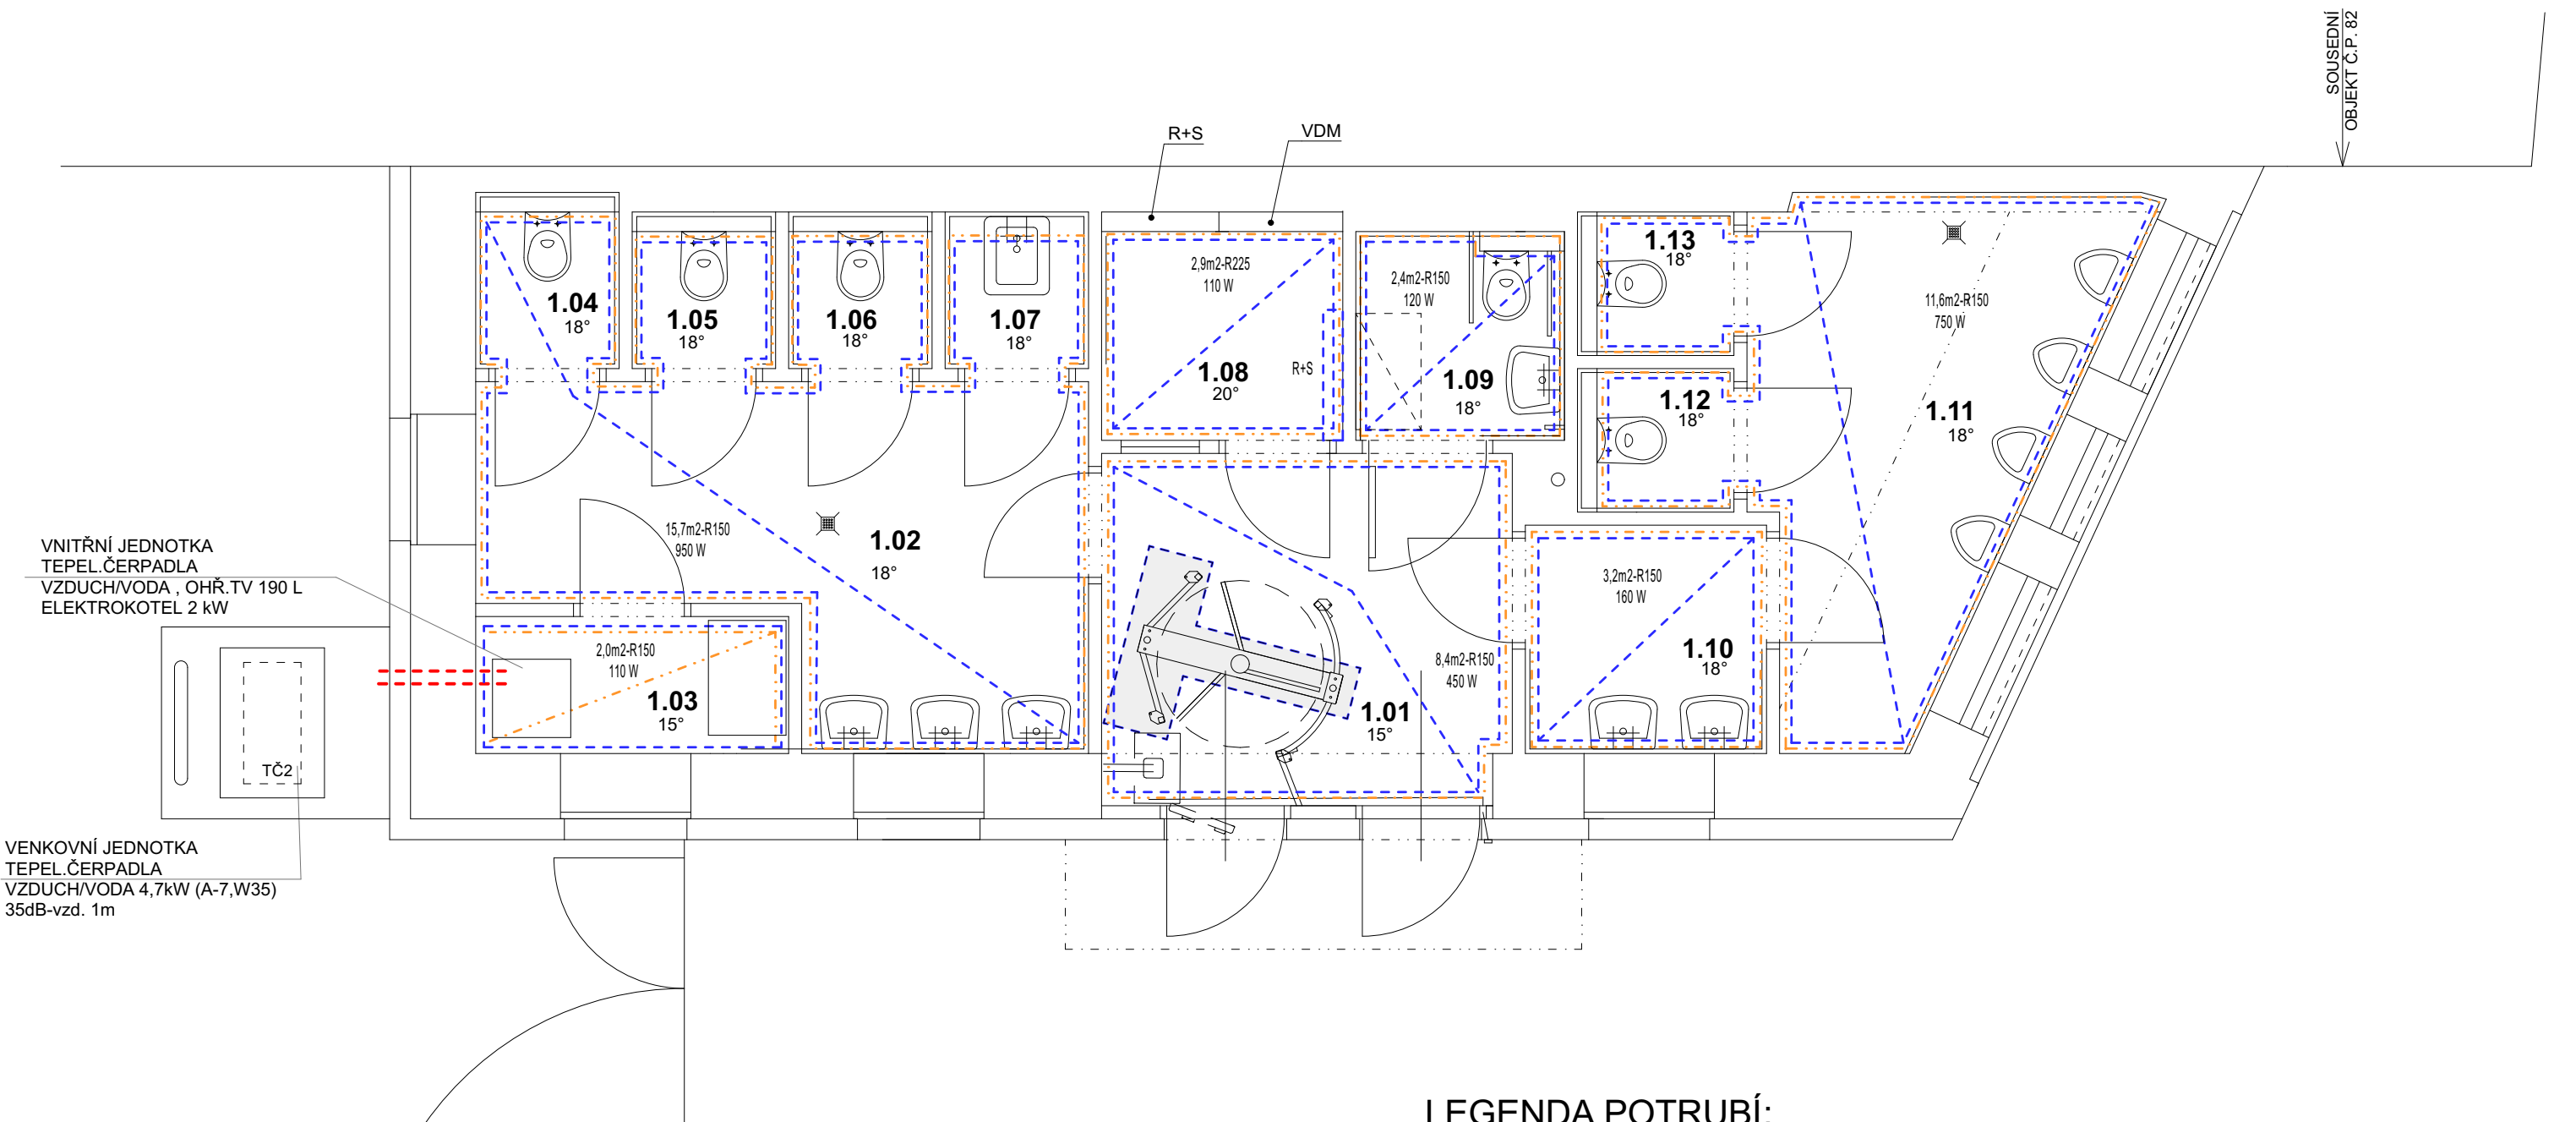 SOUSEDNÍ
OBJEKT Č.P. 82
R+S
VDM
1.04
18°
1.05
18°
1.06
18°
1.07
18°
2,9m2-R225
110 W
1.08
20°
R+S
2,4m2-R150
120 W
1.09
18°
1.13
18°
1.12
18°
11,6m2-R150
750 W
1.11
18°
15,7m2-R150
950 W
1.02
18°
VNITŘNÍ JEDNOTKA
TEPEL.ČERPADLA
VZDUCH/VODA , OHŘ.TV 190 L
ELEKTROKOTEL 2 kW
2,0m2-R150
110 W
1.03
15°
8,4m2-R150
450 W
1.01
15°
3,2m2-R150
160 W
1.10
18°
TČ2
VENKOVNÍ JEDNOTKA
TEPEL.ČERPADLA
VZDUCH/VODA 4,7kW (A-7,W35)
35dB-vzd. 1m
LEGENDA POTRUBÍ: